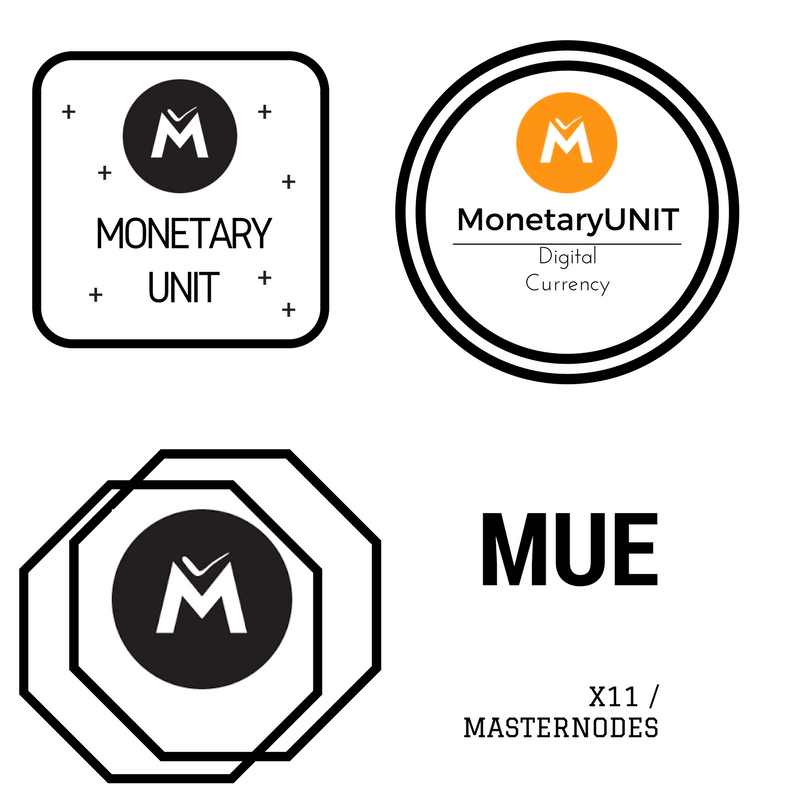 M
MONETARY
UNIT
M
MonetaryUNIT
Digital
Currency
M
MUE
X11 /
MASTERNODES